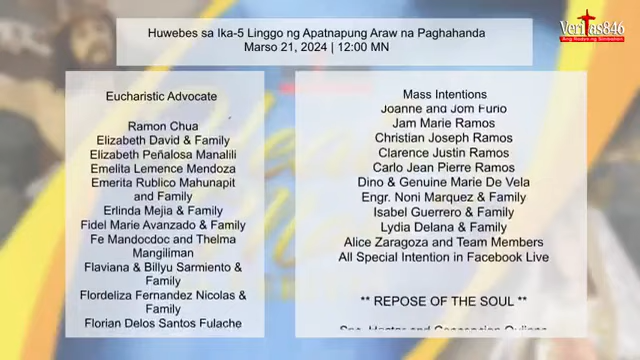 Huwebes sa Ika-5 Linggo ng Apatnapung Araw na Paghahanda
Marso 21, 2024 | 12:00 MN
Veritas846
Ang Radyo ng Simbahan
Eucharistic Advocate
Ramon Chua
Elizabeth David & Family
Elizabeth Peñalosa Manalili
Emelita Lemence Mendoza
Emerita Rublico Mahunapit
and Family
Erlinda Mejia & Family
Fidel Marie Avanzado & Family
Fe Mandocdoc and Thelma
Mangiliman
Flaviana & Billyu Sarmiento &
Family
Flordeliza Fernandez Nicolas &
Family
Florian Delos Santos Fulache
Mass Intentions
Joanne and Jom Furio
Jam Marie Ramos
Christian Joseph Ramos
Clarence Justin Ramos
Carlo Jean Pierre Ramos
Dino & Genuine Marie De Vela
Engr. Noni Marquez & Family
Isabel Guerrero & Family
Lydia Delana & Family
Alice Zaragoza and Team Members
All Special Intention in Facebook Live
** REPOSE OF THE SOUL **